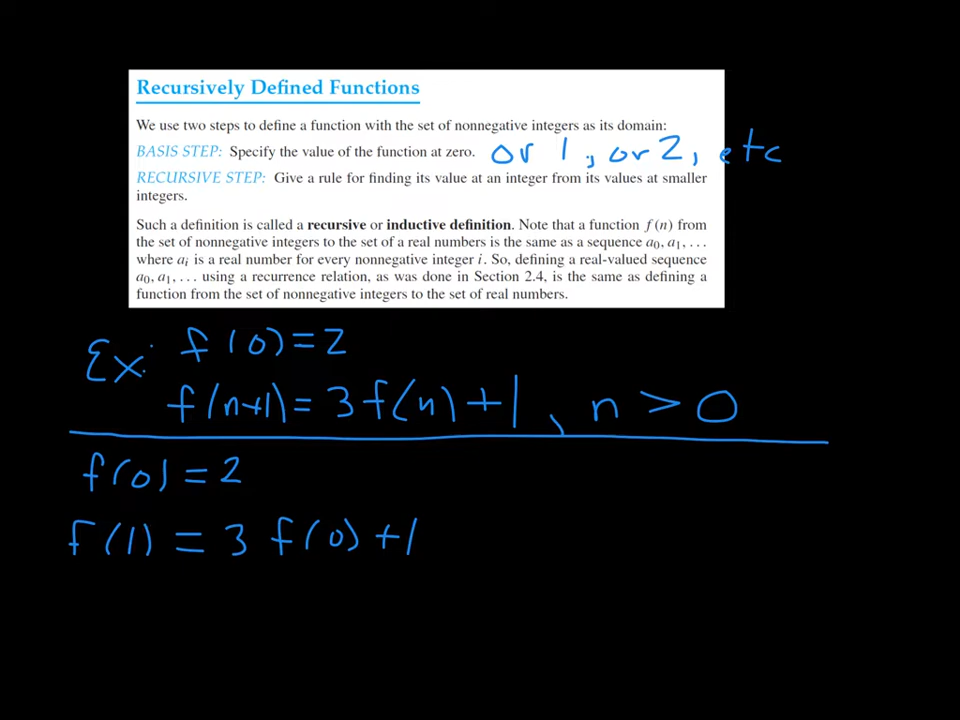 Recursively Defined Functions
We use two steps to define a function with the set of nonnegative integers as its domain:
BASIS STEP: Specify the value of the function at zero. or 1, or 2, etc
RECURSIVE STEP: Give a rule for finding its value at an integer from its values at smaller
integers.
Such a definition is called a recursive or inductive definition. Note that a function f(n) from
the set of nonnegative integers to the set of a real numbers is the same as a sequence a₀, a₁, . . .
where aᵢ is a real number for every nonnegative integer i. So, defining a real-valued sequence
a₀, a₁, . . . using a recurrence relation, as was done in Section 2.4, is the same as defining a
function from the set of nonnegative integers to the set of real numbers.
Ex: f(0) = 2
f(n+1) = 3f(n) + 1, n > 0
f(0) = 2
f(1) = 3 f(0) + 1